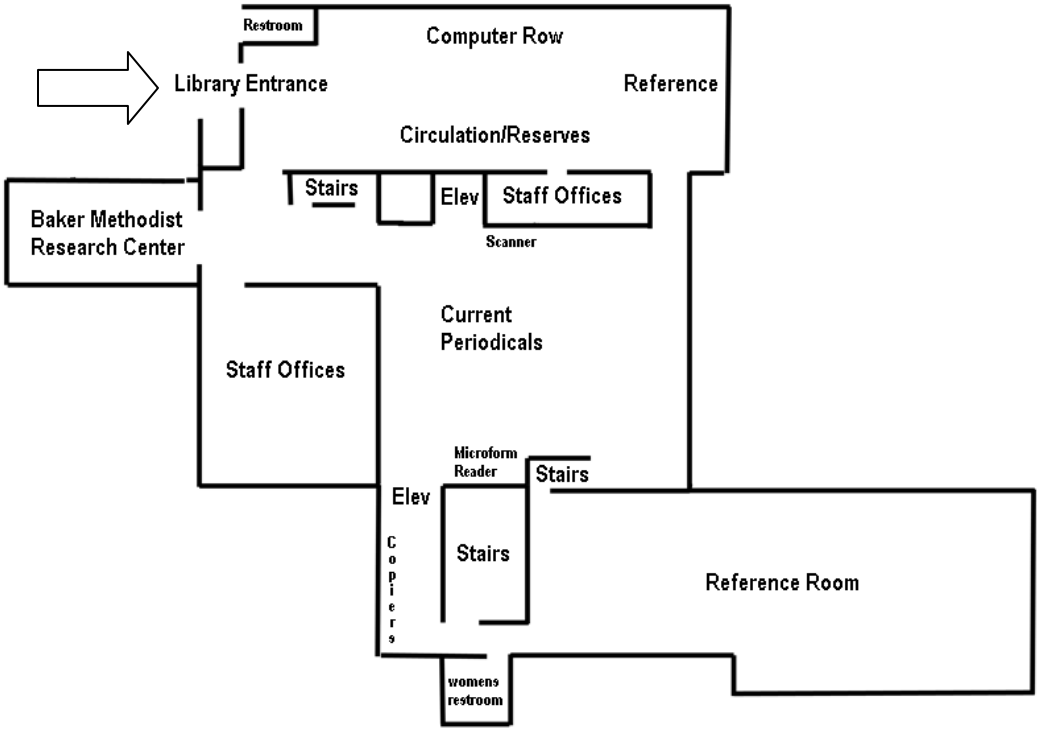 Restroom
Computer Row
Library Entrance
Reference
Circulation/Reserves
Stairs
Elev
Staff Offices
Baker Methodist
Research Center
Scanner
Current
Periodicals
Staff Offices
Microform
Reader
Stairs
Elev
Copiers
Stairs
Reference Room
womens
restroom